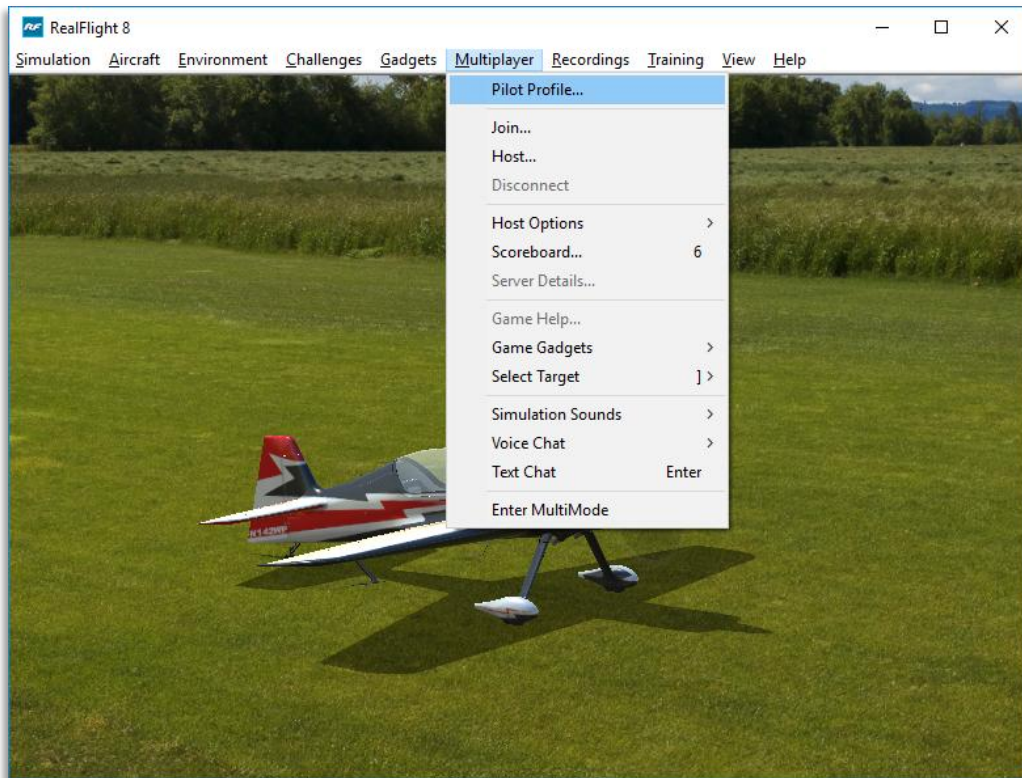 RF RealFlight 8
Simulation Aircraft Environment Challenges Gadgets Multiplayer Recordings Training View Help
Pilot Profile...
Join...
Host...
Disconnect
Host Options >
Scoreboard... 6
Server Details...
Game Help...
Game Gadgets >
Select Target ] >
Simulation Sounds >
Voice Chat >
Text Chat Enter
Enter MultiMode